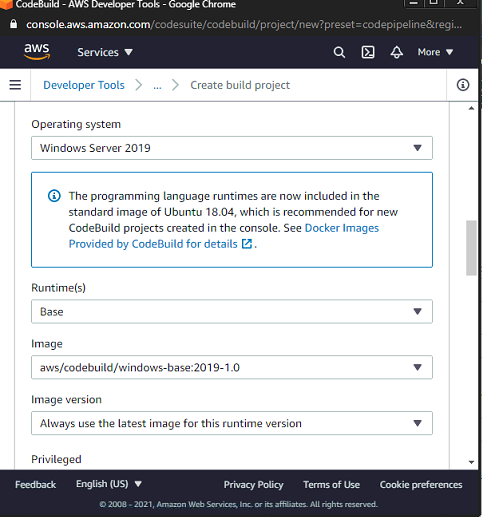 CodeBuild - AWS Developer Tools - Google Chrome
console.aws.amazon.com/codesuite/codebuild/project/new?preset=codepipeline&regi...
aws Services More
Developer Tools > ... > Create build project
Operating system
Windows Server 2019
The programming language runtimes are now included in the
standard image of Ubuntu 18.04, which is recommended for new
CodeBuild projects created in the console. See Docker Images
Provided by CodeBuild for details .
Runtime(s)
Base
Image
aws/codebuild/windows-base:2019-1.0
Image version
Always use the latest image for this runtime version
Privileged
Feedback English (US) Privacy Policy Terms of Use Cookie preferences
© 2008 - 2021, Amazon Web Services, Inc. or its affiliates. All rights reserved.